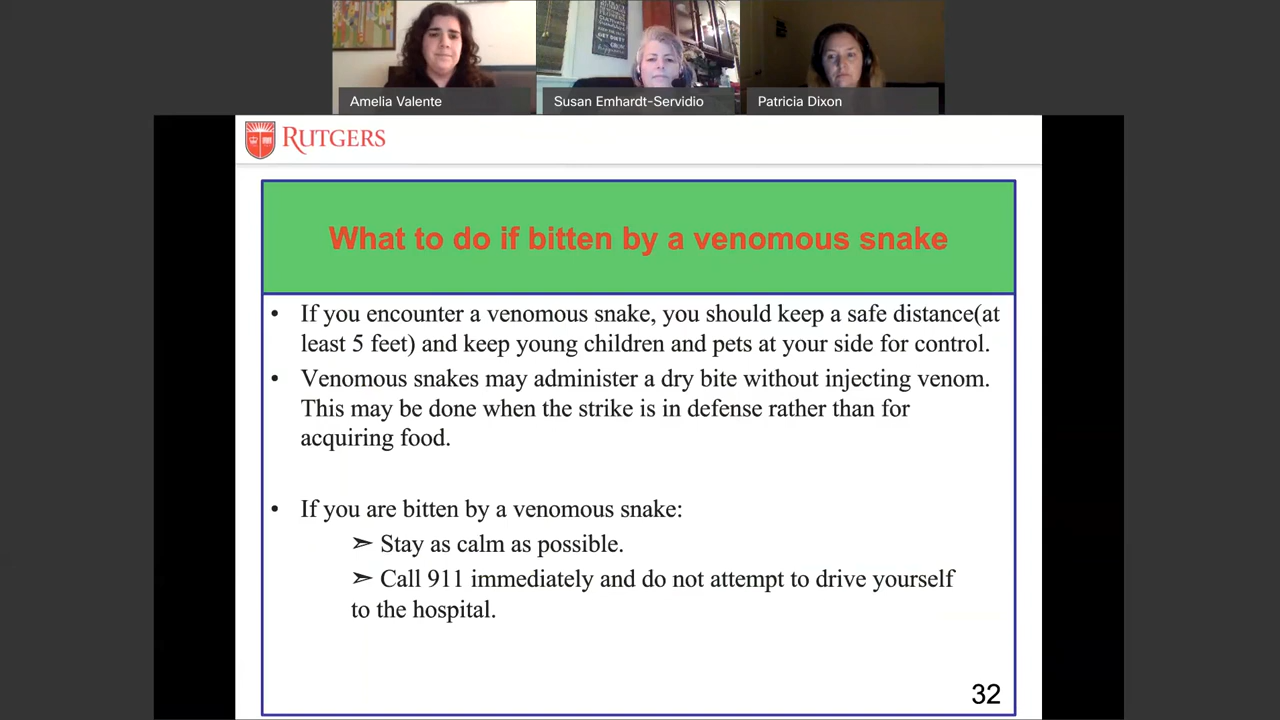 Amelia Valente
Susan Emhardt-Servidio
Patricia Dixon
RUTGERS
What to do if bitten by a venomous snake
• If you encounter a venomous snake, you should keep a safe distance(at
least 5 feet) and keep young children and pets at your side for control.
• Venomous snakes may administer a dry bite without injecting venom.
This may be done when the strike is in defense rather than for
acquiring food.
• If you are bitten by a venomous snake:
➣ Stay as calm as possible.
➣ Call 911 immediately and do not attempt to drive yourself
to the hospital.
32